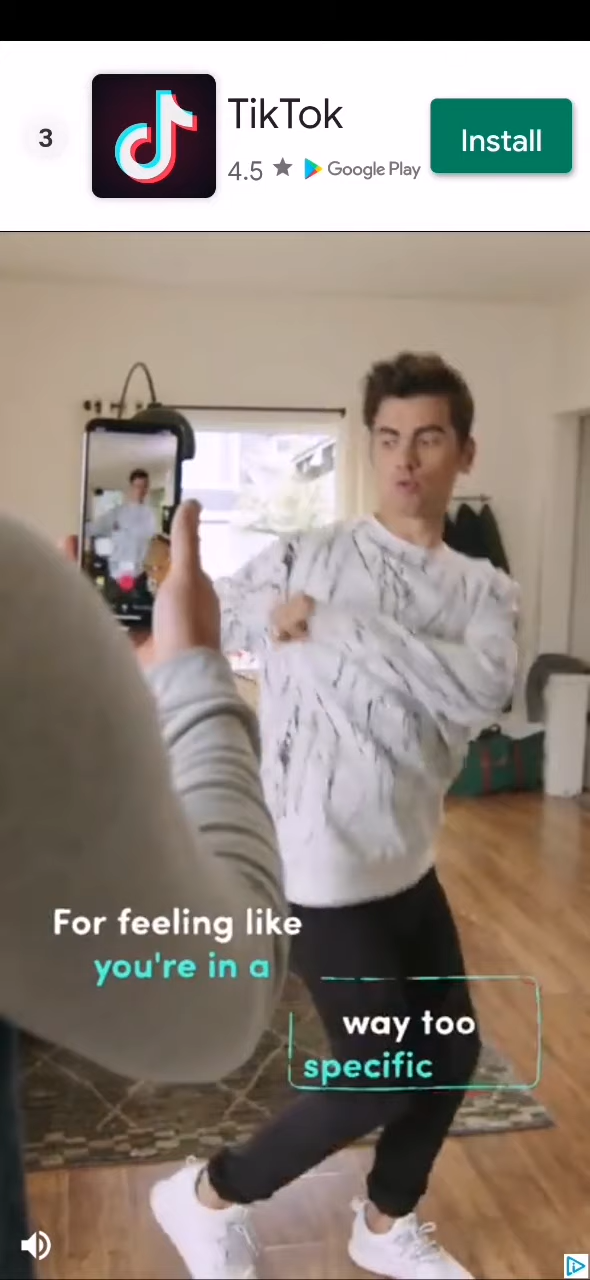 3
TikTok
Install
4.5 ★ Google Play
For feeling like
you're in a
way too
specific